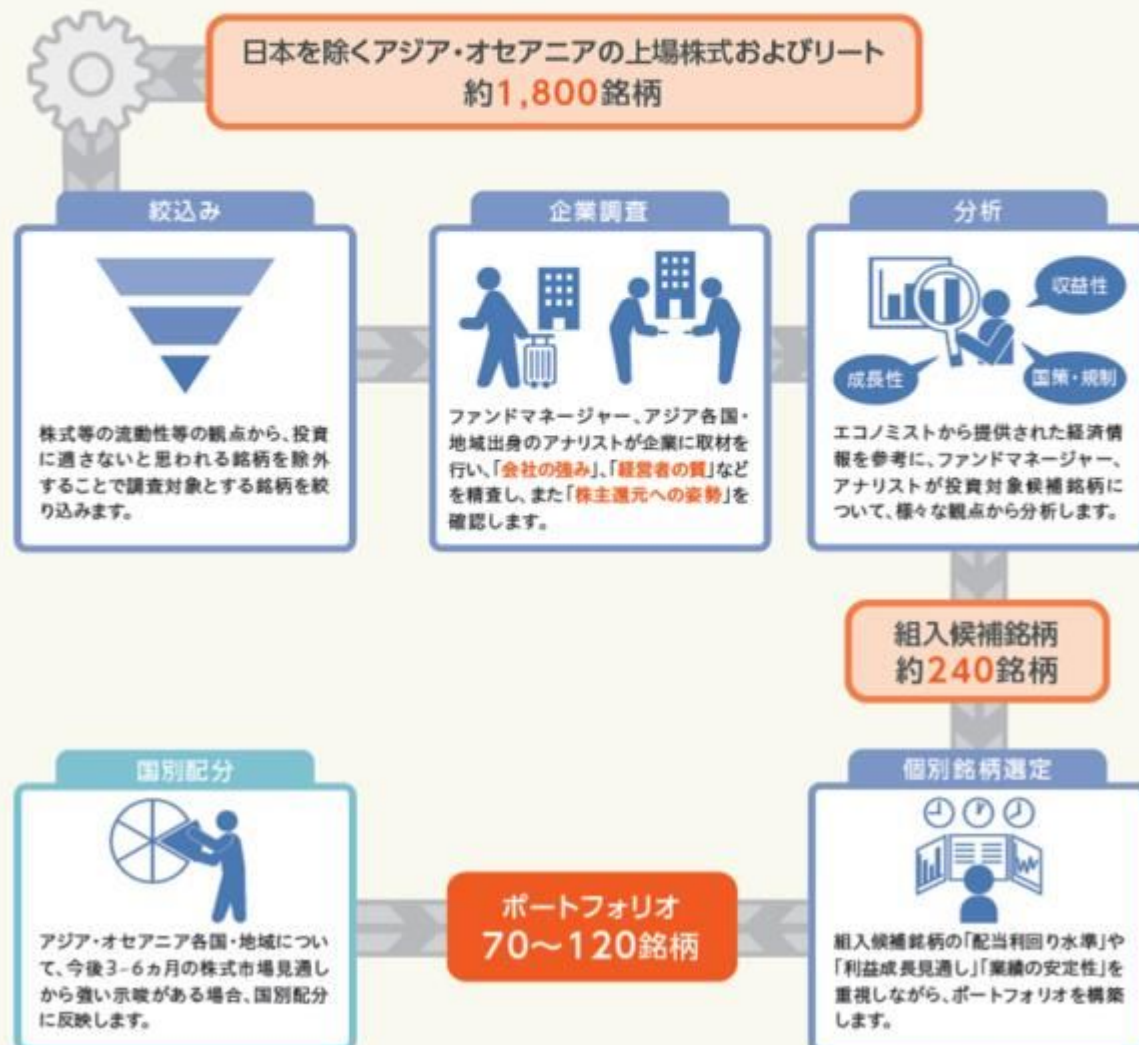 日本を除くアジア・オセアニアの上場株式およびリート
約1,800銘柄
絞込み
株式等の流動性等の観点から、投資
に適さないと思われる銘柄を除外
することで調査対象とする銘柄を絞
り込みます。
企業調査
ファンドマネージャー、アジア各国・
地域出身のアナリストが企業に取材を
行い、「会社の強み」、「経営者の質」など
を精査し、また「株主還元への姿勢」を
確認します。
分析
収益性
成長性
国策・規制
エコノミストから提供された経済情
報を参考に、ファンドマネージャー、
アナリストが投資対象候補銘柄に
ついて、様々な観点から分析します。
組入候補銘柄
約240銘柄
個別銘柄選定
組入候補銘柄の「配当利回り水準」や
「利益成長見通し」「業績の安定性」を
重視しながら、ポートフォリオを構築
します。
ポートフォリオ
70〜120銘柄
国別配分
アジア・オセアニア各国・地域につい
て、今後3-6ヵ月の株式市場見通し
から強い示唆がある場合、国別配分
に反映します。